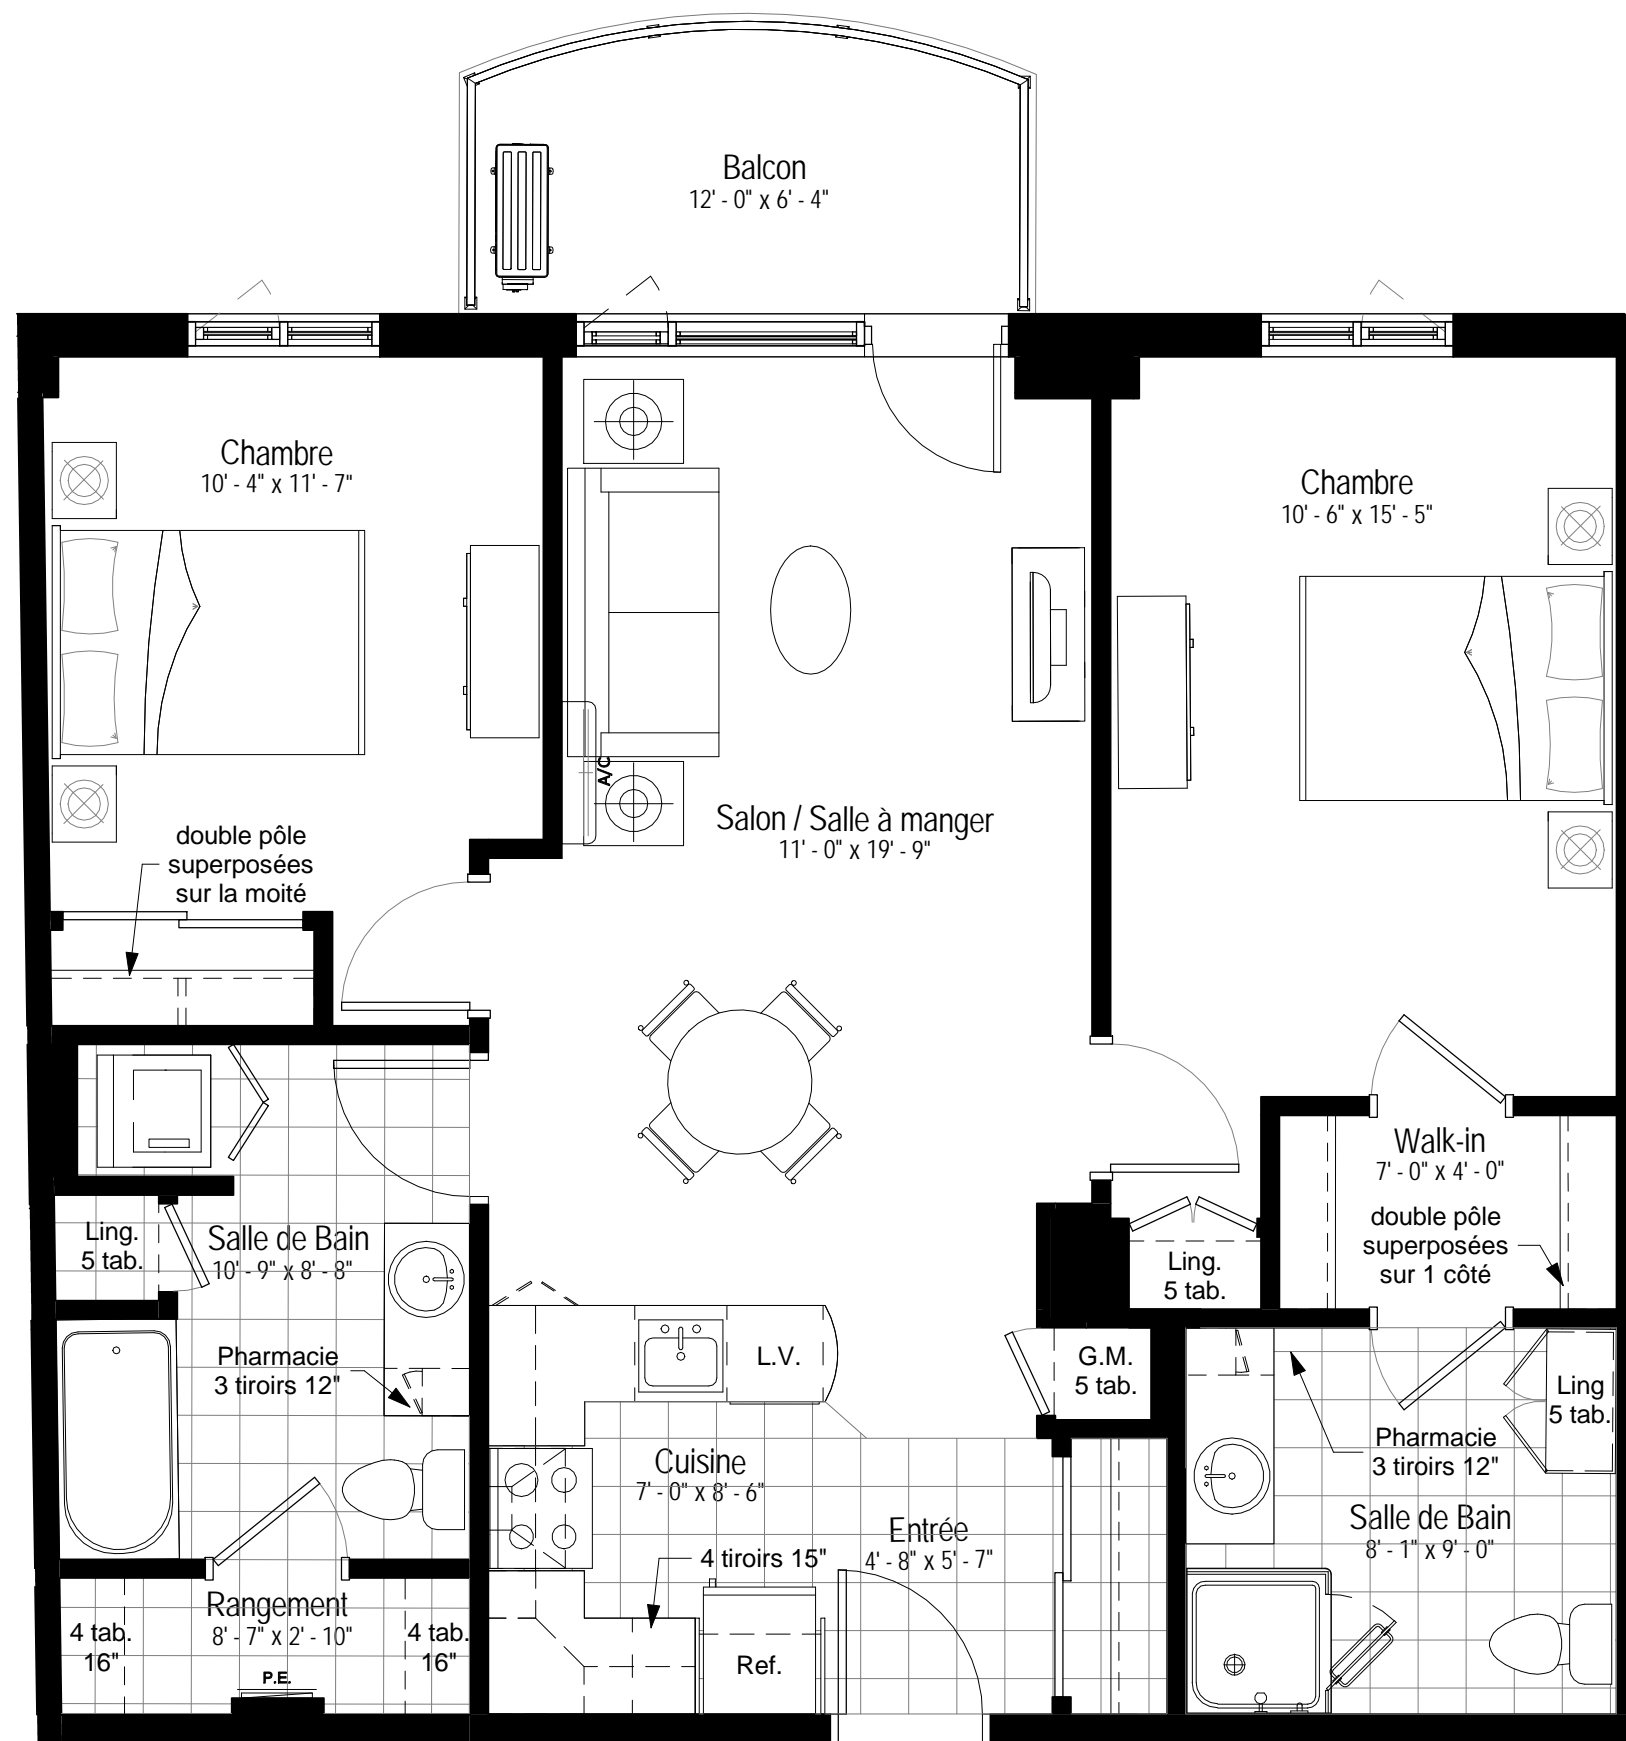 Balcon
12' - 0" x 6' - 4"
Chambre
10' - 4" x 11' - 7"
Chambre
10' - 6" x 15' - 5"
A/C
Salon / Salle à manger
11' - 0" x 19' - 9"
double pôle
superposées
sur la moité
Walk-in
7' - 0" x 4' - 0"
double pôle
superposées
sur 1 côté
Ling.
5 tab.
Salle de Bain
10' - 9" x 8' - 8"
Ling.
5 tab.
Pharmacie
3 tiroirs 12"
L.V.
G.M.
5 tab.
Ling
5 tab.
Pharmacie
3 tiroirs 12"
Cuisine
7' - 0" x 8' - 6"
Entrée
4' - 8" x 5' - 7"
Salle de Bain
8' - 1" x 9' - 0"
4 tiroirs 15"
Rangement
8' - 7" x 2' - 10"
4 tab.
16"
4 tab.
16"
P.E.
Ref.